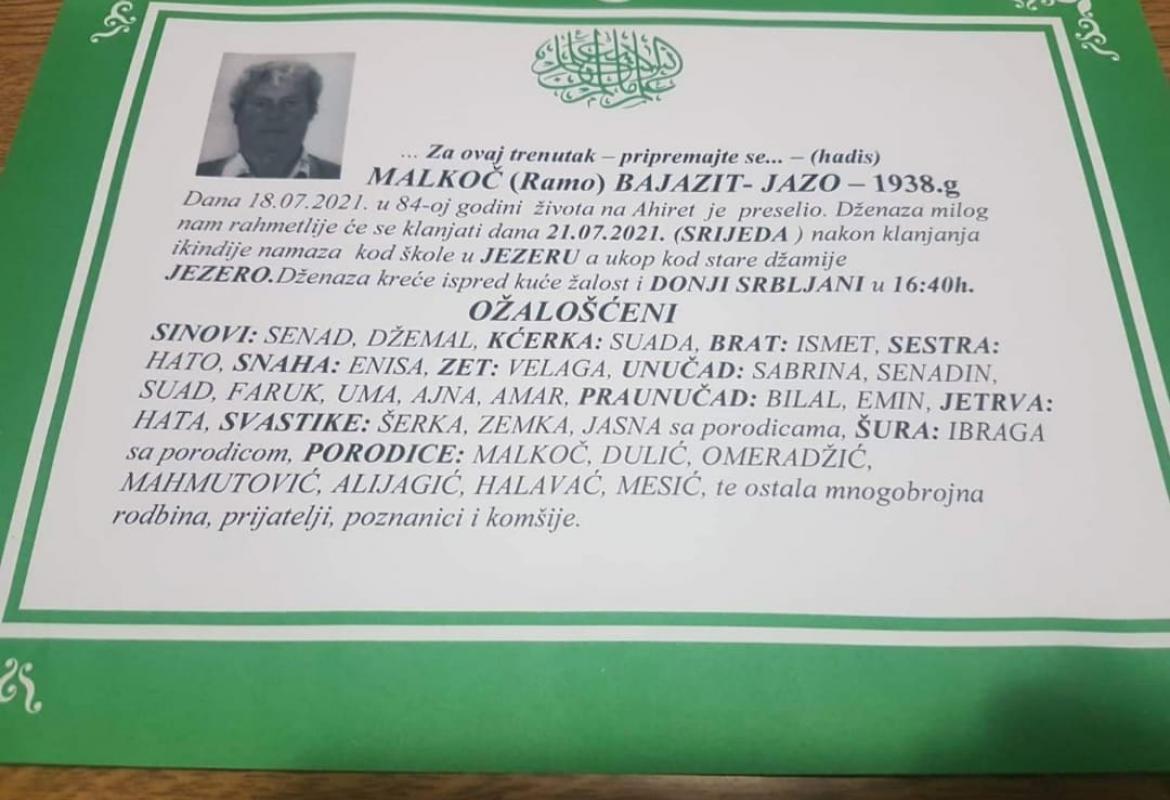 ... Za ovaj trenutak – pripremajte se... – (hadis)
MALKOČ (Ramo) BAJAZIT- JAZO – 1938.g
Dana 18.07.2021. u 84-oj godini života na Ahiret je preselio. Dženaza milog
nam rahmetlije će se klanjati dana 21.07.2021. (SRIJEDA ) nakon klanjanja
ikindije namaza kod škole u JEZERU a ukop kod stare džamije
JEZERO.Dženaza kreće ispred kuće žalost i DONJI SRBLJANI u 16:40h.
OŽALOŠĆENI
SINOVI: SENAD, DŽEMAL, KĆERKA: SUADA, BRAT: ISMET, SESTRA:
HATO, SNAHA: ENISA, ZET: VELAGA, UNUČAD: SABRINA, SENADIN,
SUAD, FARUK, UMA, AJNA, AMAR, PRAUNUČAD: BILAL, EMIN, JETRVA:
HATA, SVASTIKE: ŠERKA, ZEMKA, JASNA sa porodicama, ŠURA: IBRAGA
sa porodicom, PORODICE: MALKOČ, DULIĆ, OMERADŽIĆ,
MAHMUTOVIĆ, ALIJAGIĆ, HALAVAĆ, MESIĆ, te ostala mnogobrojna
rodbina, prijatelji, poznanici i komšije.